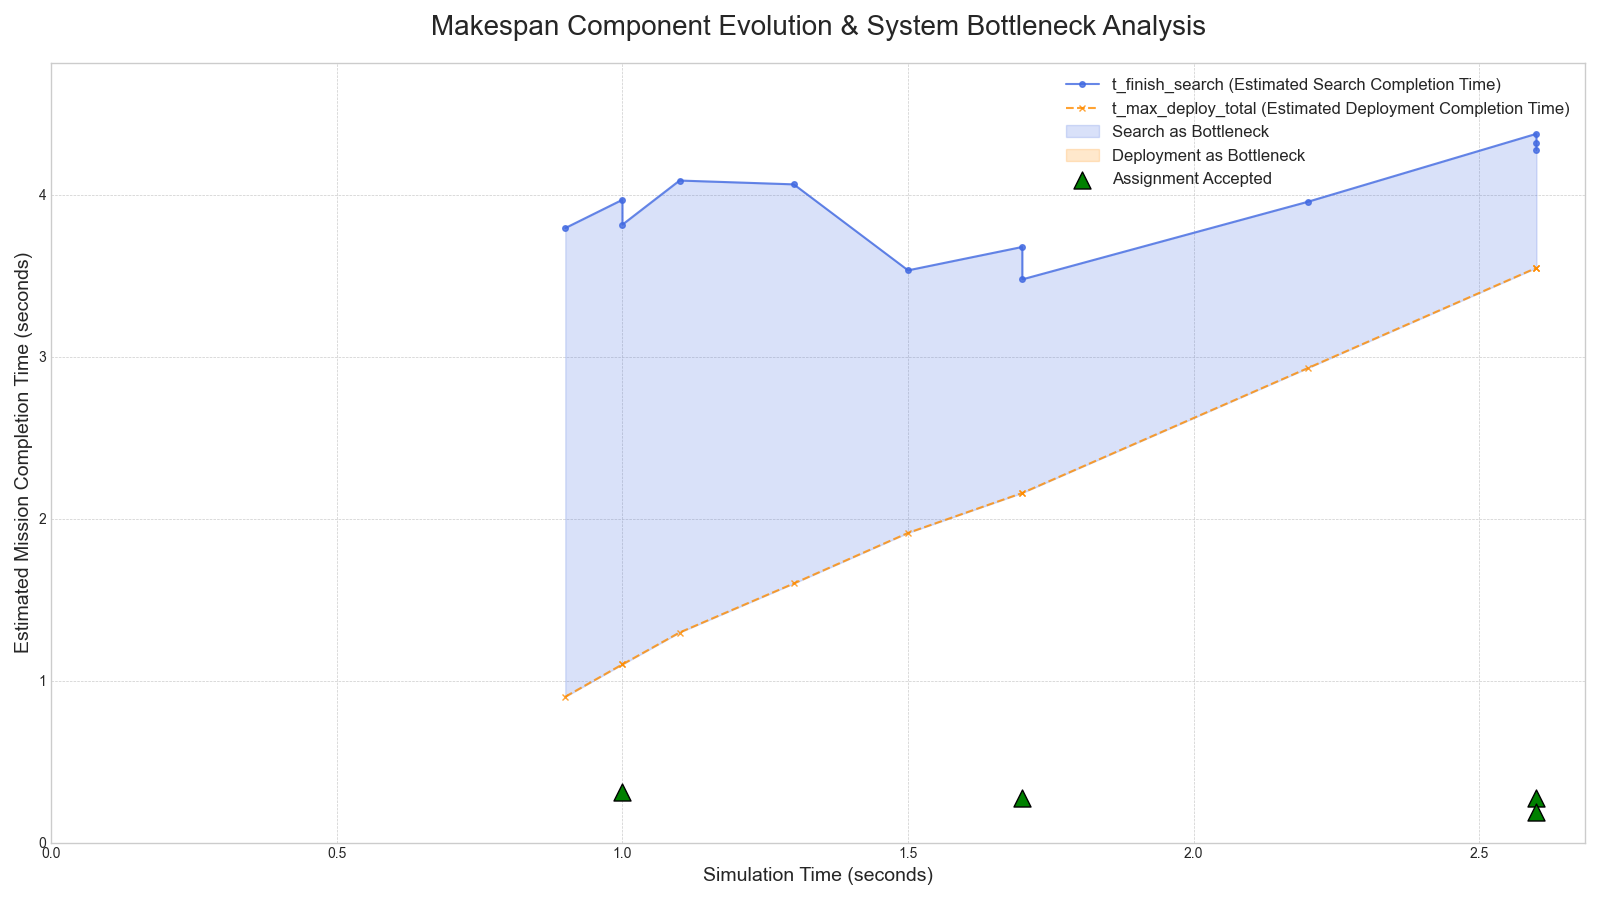 Makespan Component Evolution & System Bottleneck Analysis
t_finish_search (Estimated Search Completion Time)
t_max_deploy_total (Estimated Deployment Completion Time)
Search as Bottleneck
Deployment as Bottleneck
Assignment Accepted
Estimated Mission Completion Time (seconds)
4
3
2
1
0
0.0 0.5 1.0 1.5 2.0 2.5
Simulation Time (seconds)